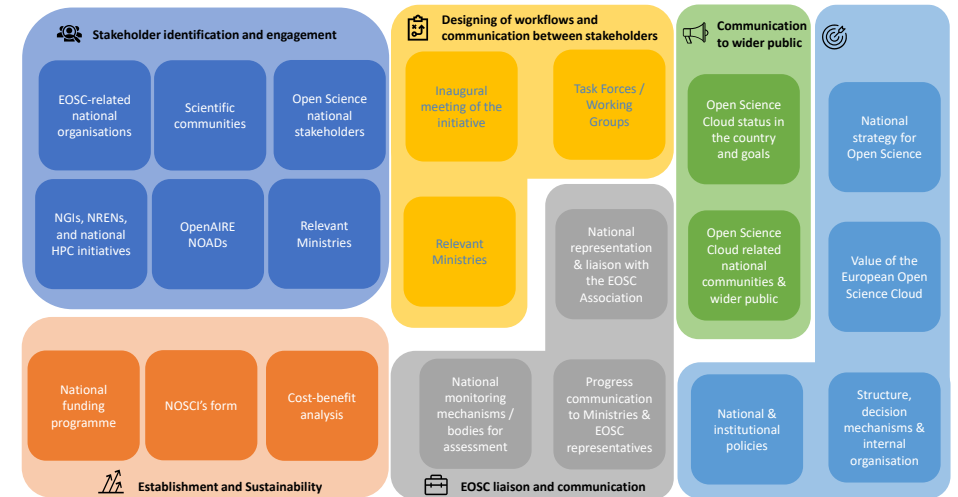 Stakeholder identification and engagement
EOSC-related
national
organisations
Scientific
communities
Open Science
national
stakeholders
NGIs, NRENs,
and national
HPC initiatives
OpenAIRE
NOADs
Relevant
Ministries
Designing of workflows and
communication between stakeholders
Inaugural
meeting of the
initiative
Task Forces /
Working
Groups
Relevant
Ministries
Communication
to wider public
Open Science
Cloud status in
the country
and goals
Open Science
Cloud related
national
communities &
wider public
National
strategy for
Open Science
Value of the
European Open
Science Cloud
National &
institutional
policies
Structure,
decision
mechanisms &
internal
organisation
National
representation
& liaison with
the EOSC
Association
National
monitoring
mechanisms /
bodies for
assessment
Progress
communication
to Ministries &
EOSC
representatives
EOSC liaison and communication
National
funding
programme
NOSCI's form
Cost-benefit
analysis
Establishment and Sustainability